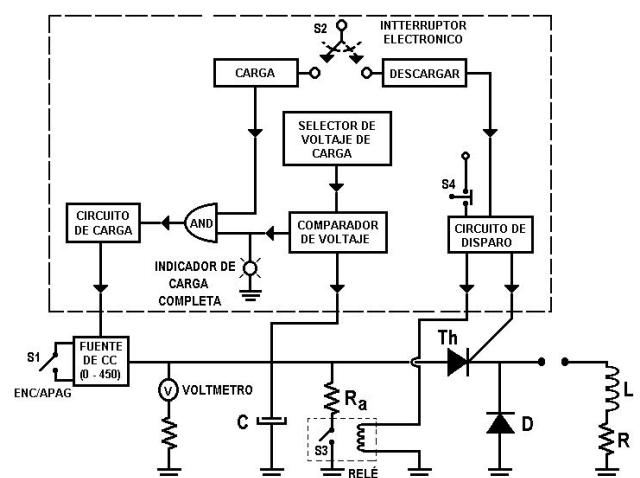 S2
INTTERRUPTOR
ELECTRONICO
CARGA
DESCARGAR
SELECTOR DE
VOLTAJE DE
CARGA
S4
CIRCUITO
DE CARGA
AND
COMPARADOR
DE VOLTAJE
CIRCUITO DE
DISPARO
INDICADOR DE
CARGA
COMPLETA
S1
ENC/APAG
FUENTE
DE CC
(0 - 450)
Th
V
VOLTMETRO
C
Ra
S3
RELÉ
D
L
R